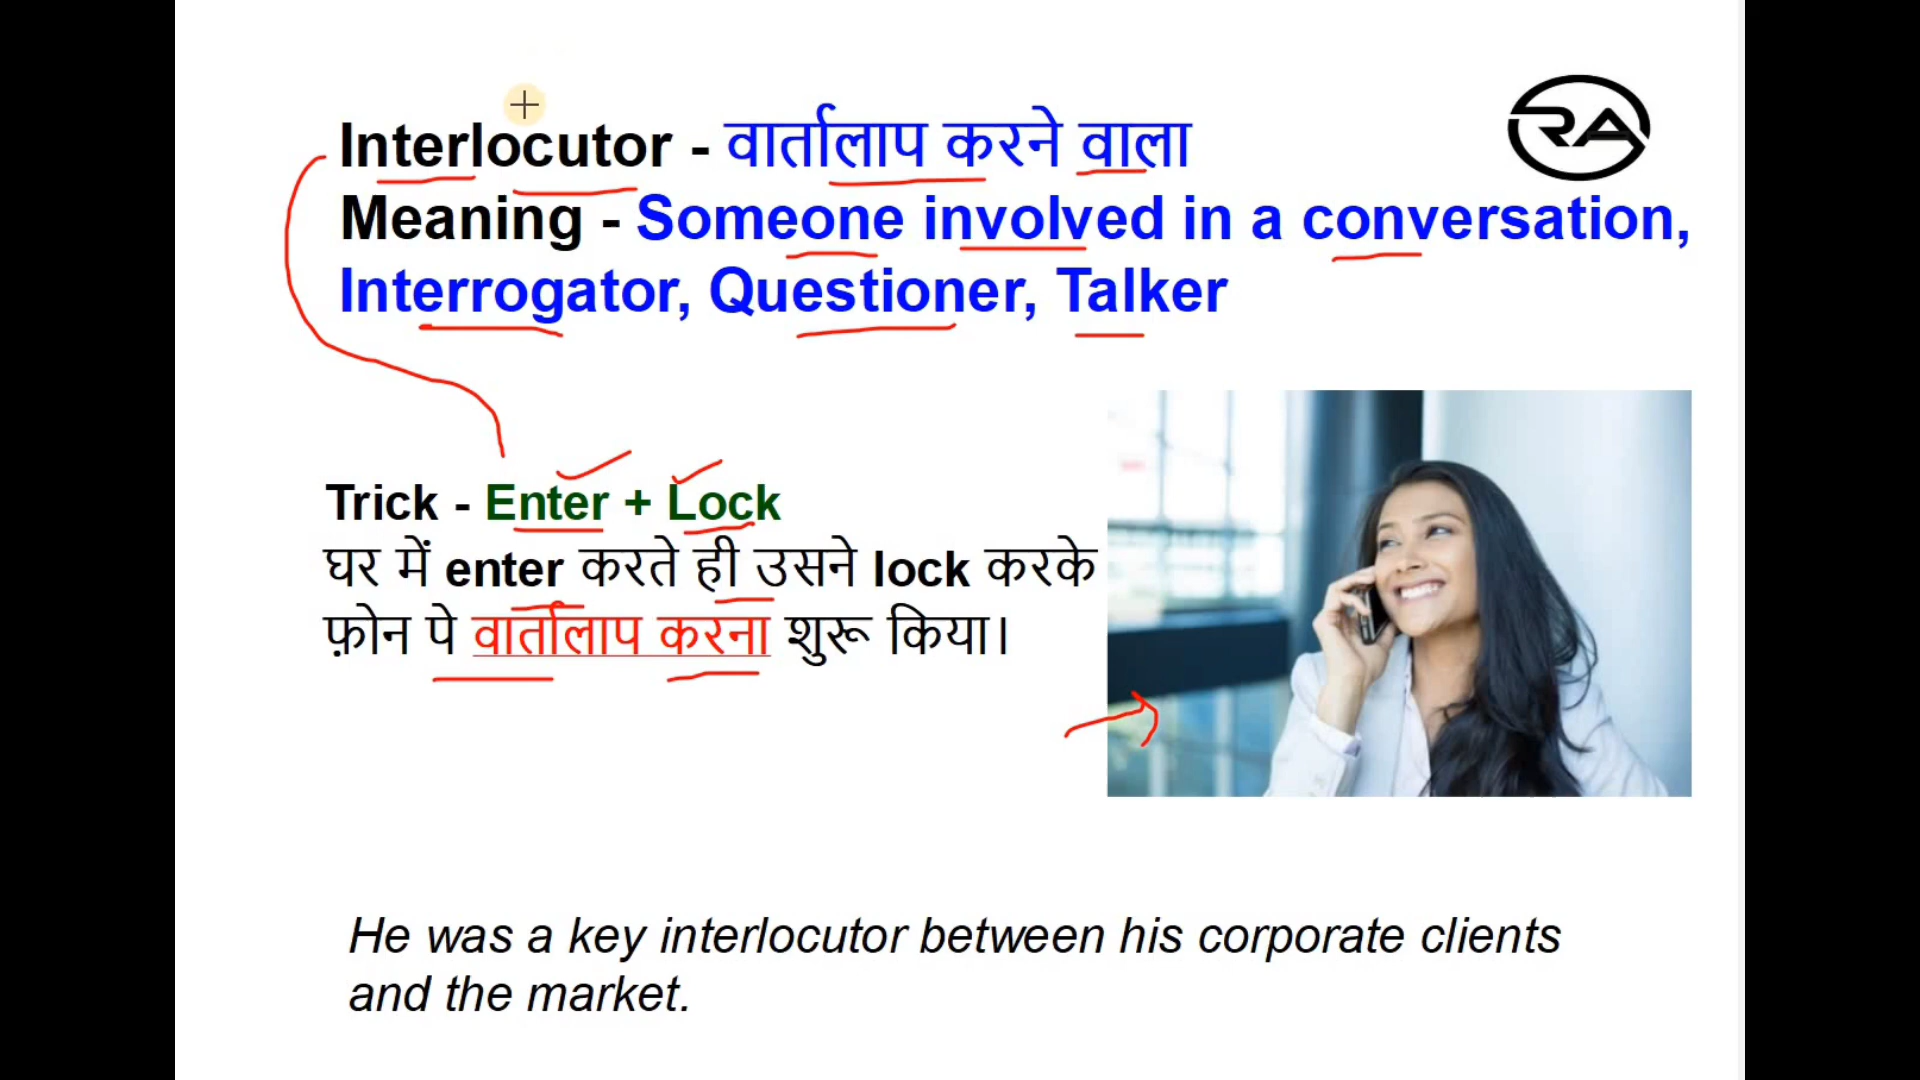 Interlocutor - वार्तालाप करने वाला
RA
Meaning - Someone involved in a conversation,
Interrogator, Questioner, Talker
Trick - Enter + Lock
घर में enter करते ही उसने lock करके
फ़ोन पे वार्तालाप करना शुरू किया।
He was a key interlocutor between his corporate clients
and the market.